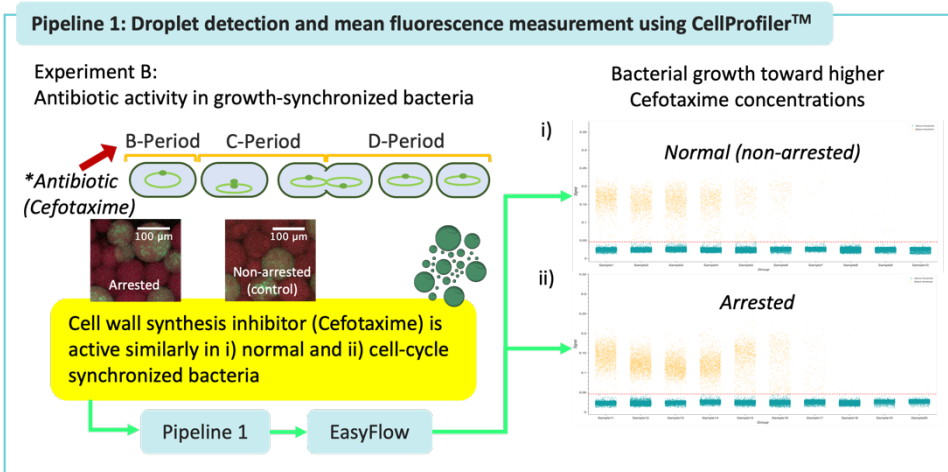 Pipeline 1: Droplet detection and mean fluorescence measurement using CellProfiler™
Experiment B:
Antibiotic activity in growth-synchronized bacteria
B-Period
C-Period
D-Period
*Antibiotic
(Cefotaxime)
100 μm
Arrested
100 μm
Non-arrested
(control)
Cell wall synthesis inhibitor (Cefotaxime) is
active similarly in i) normal and ii) cell-cycle
synchronized bacteria
Pipeline 1
EasyFlow
Bacterial growth toward higher
Cefotaxime concentrations
i)
Normal (non-arrested)
ii)
Arrested